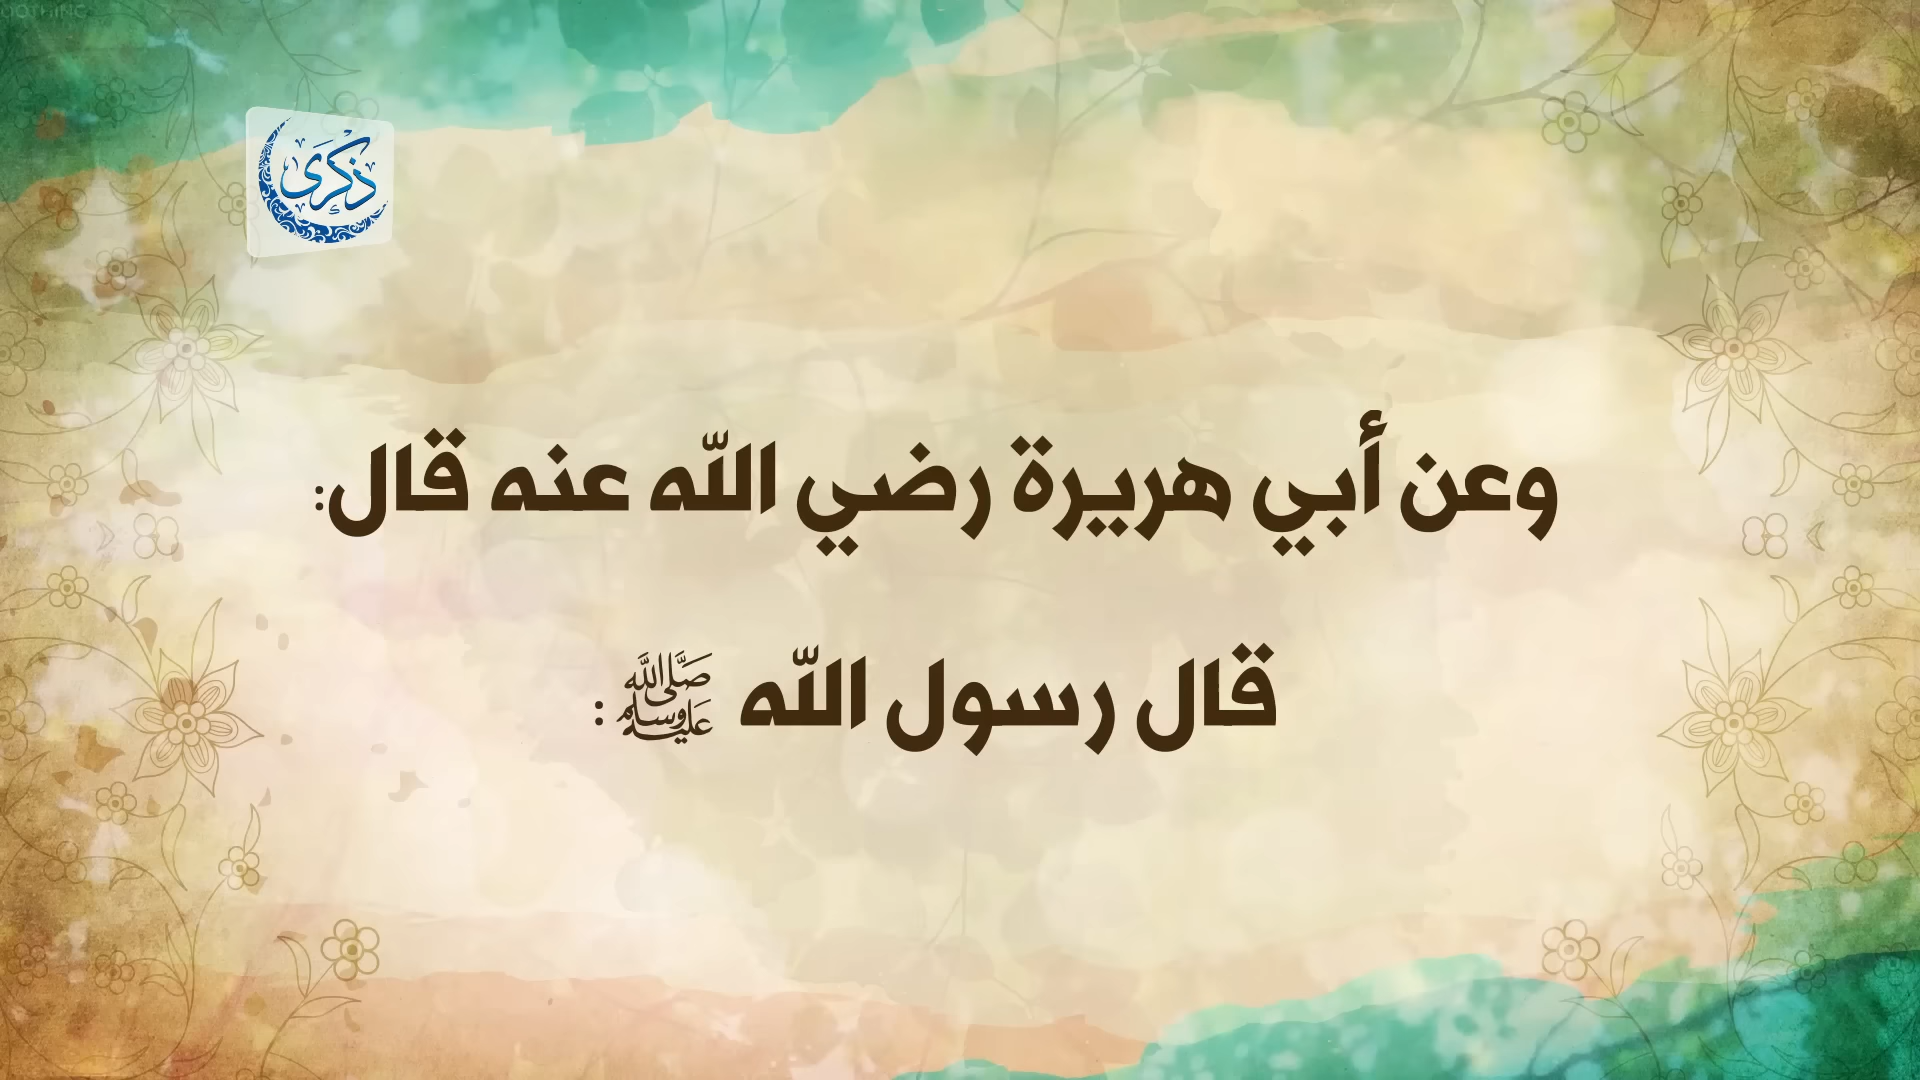 ذكرى
وعن أبي هريرة رضي الله عنه قال:
قال رسول الله ﷺ :